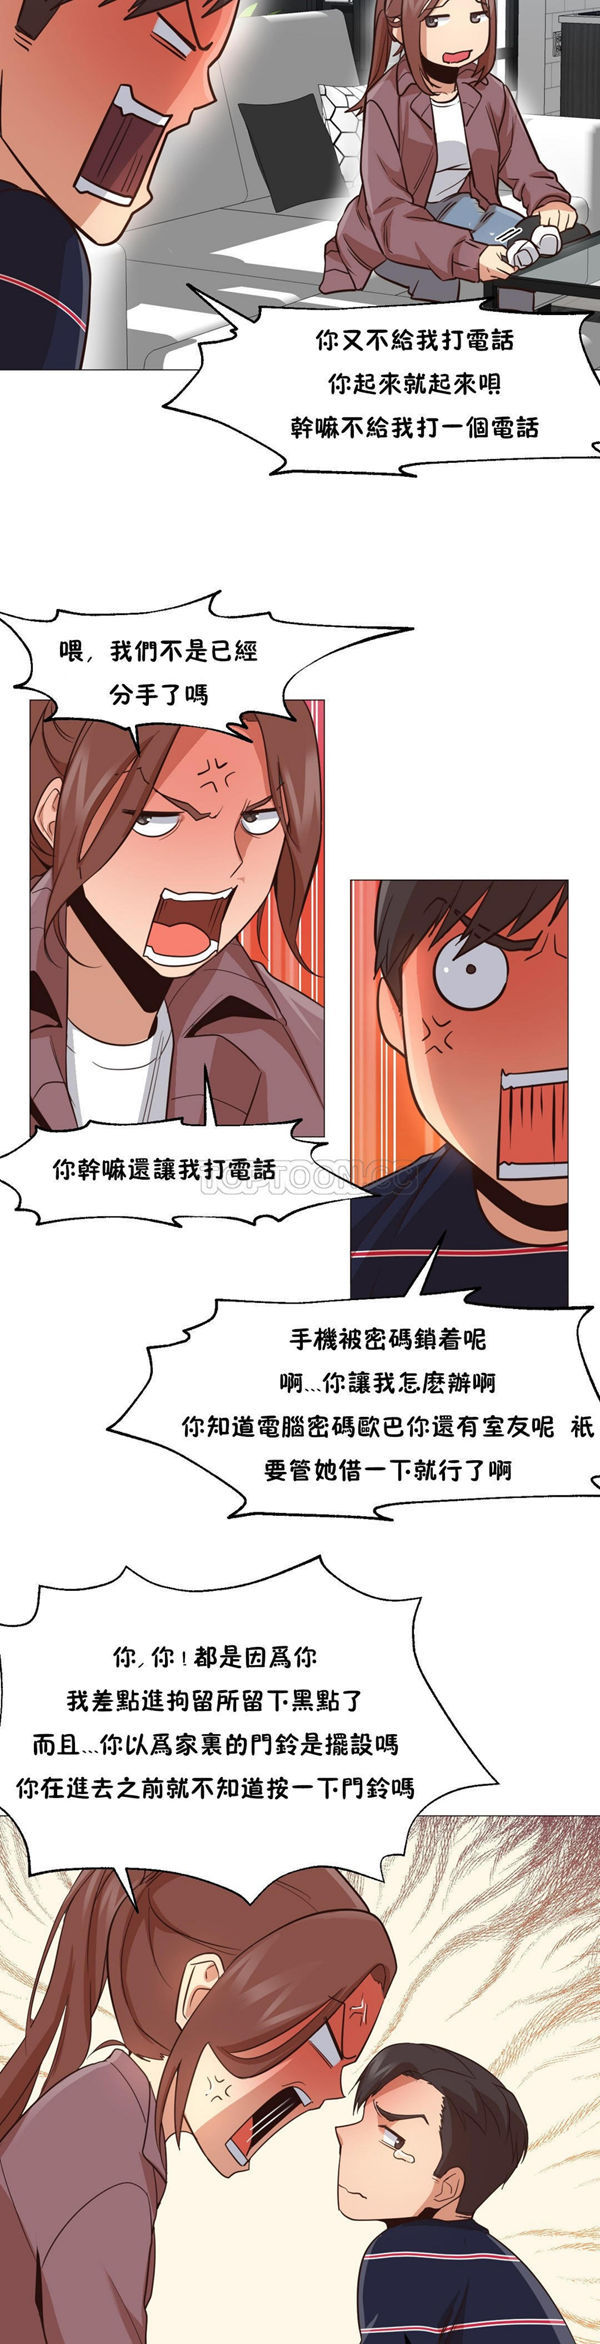 你又不給我打電話
你起來就起來唄
幹嘛不給我打一個電話
喂，我們不是已經
分手了嗎
你幹嘛還讓我打電話
TOPTOON.CC
手機被密碼鎖着呢
啊...你讓我怎麽辦啊
你知道電腦密碼歐巴你還有室友呢 衹
要管她借一下就行了啊
你，你！都是因爲你
我差點進拘留所留下黑點了
而且...你以爲家裏的門鈴是擺設嗎
你在進去之前就不知道按一下門鈴嗎